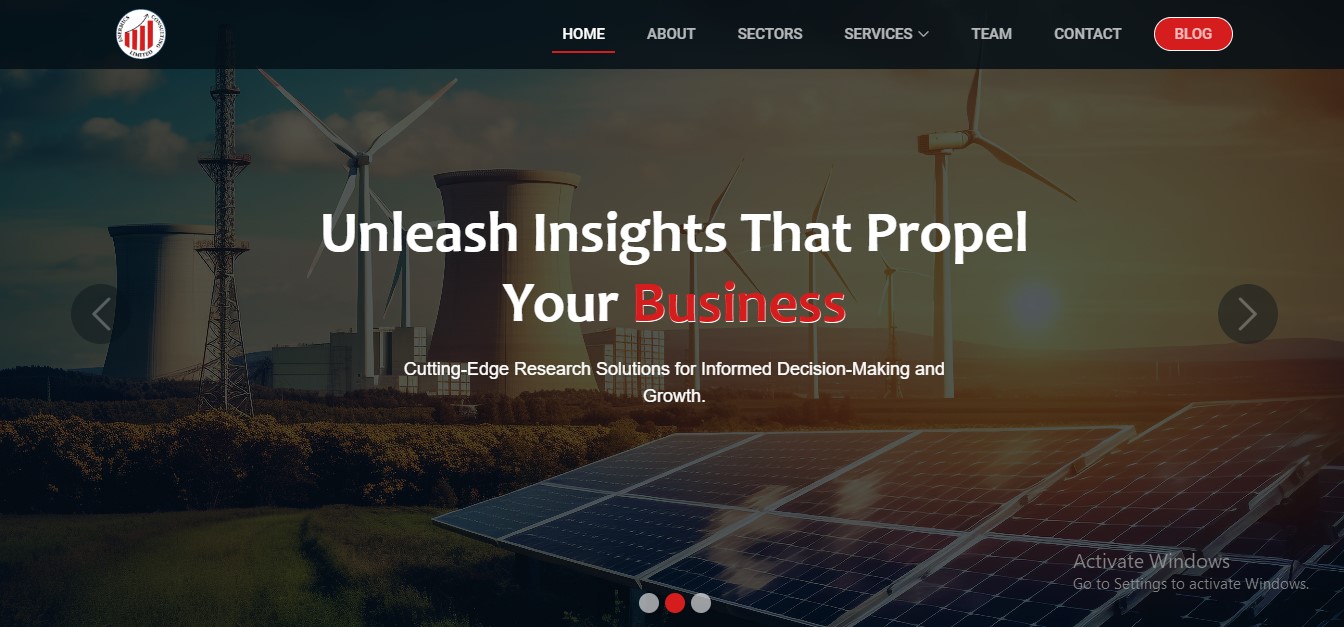 HOME
ABOUT
SECTORS
SERVICES
TEAM
CONTACT
BLOG
Unleash Insights That Propel
Your Business
Cutting-Edge Research Solutions for Informed Decision-Making and
Growth.
Activate Windows
Go to Settings to activate Windows.